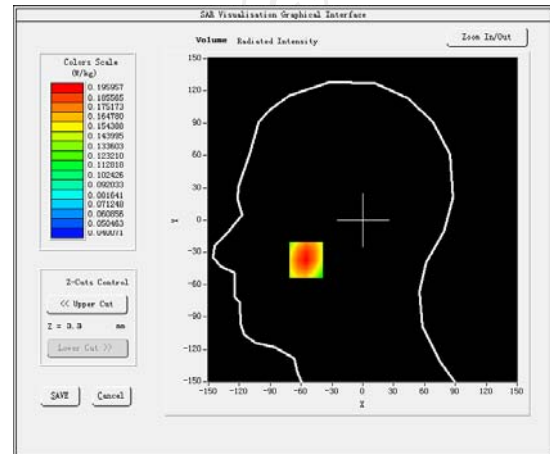 SAR Visualisation Graphical Interface
Colors Scale
(W/kg)
0.195957
0.185565
0.175173
0.164780
0.154388
0.143995
0.133603
0.123210
0.112818
0.102426
0.092033
0.081641
0.071248
0.060856
0.050463
0.040071
Z-Cuts Control
<< Upper Cut
Z = 3.3 mm
Lower Cut >>
SAVE
Cancel
Volume Radiated Intensity
Zoom In/Out
150
120
90
60
30
0
-30
-60
-90
-120
-150
Y
-150 -120 -90 -60 -30 0 30 60 90 120 150
X